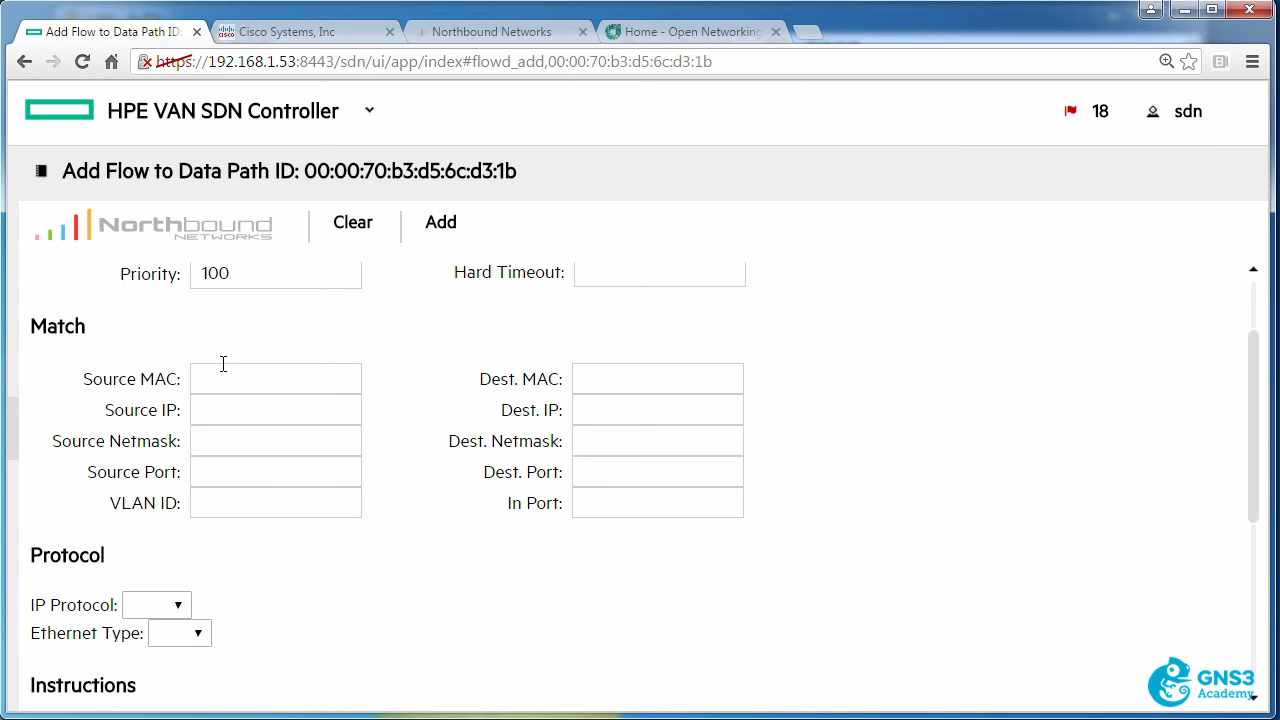 Add Flow to Data Path ID:
Cisco Systems, Inc
Northbound Networks
Home - Open Networking
https://192.168.1.53:8443/sdn/ui/app/index#flowd_add,00:00:70:b3:d5:6c:d3:1b
HPE VAN SDN Controller
18
sdn
Add Flow to Data Path ID: 00:00:70:b3:d5:6c:d3:1b
Northbound
NETWORKS
Clear
Add
Priority: 100
Hard Timeout:
Match
Source MAC:
Dest. MAC:
Source IP:
Dest. IP:
Source Netmask:
Dest. Netmask:
Source Port:
Dest. Port:
VLAN ID:
In Port:
Protocol
IP Protocol:
Ethernet Type:
Instructions
GNS3
Academy